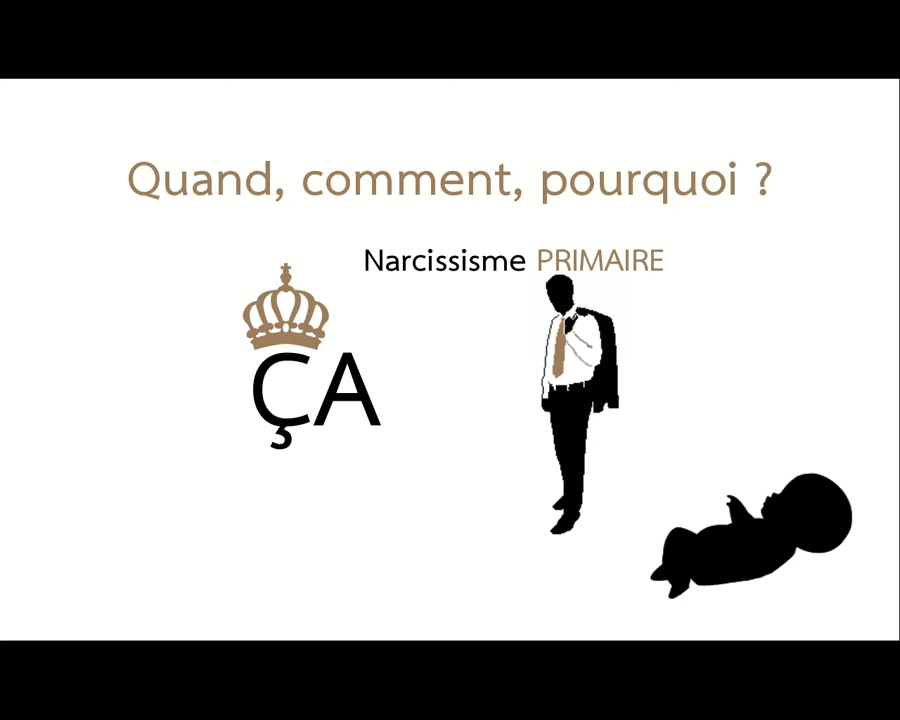 Quand, comment, pourquoi ?
Narcissisme PRIMAIRE
ÇA